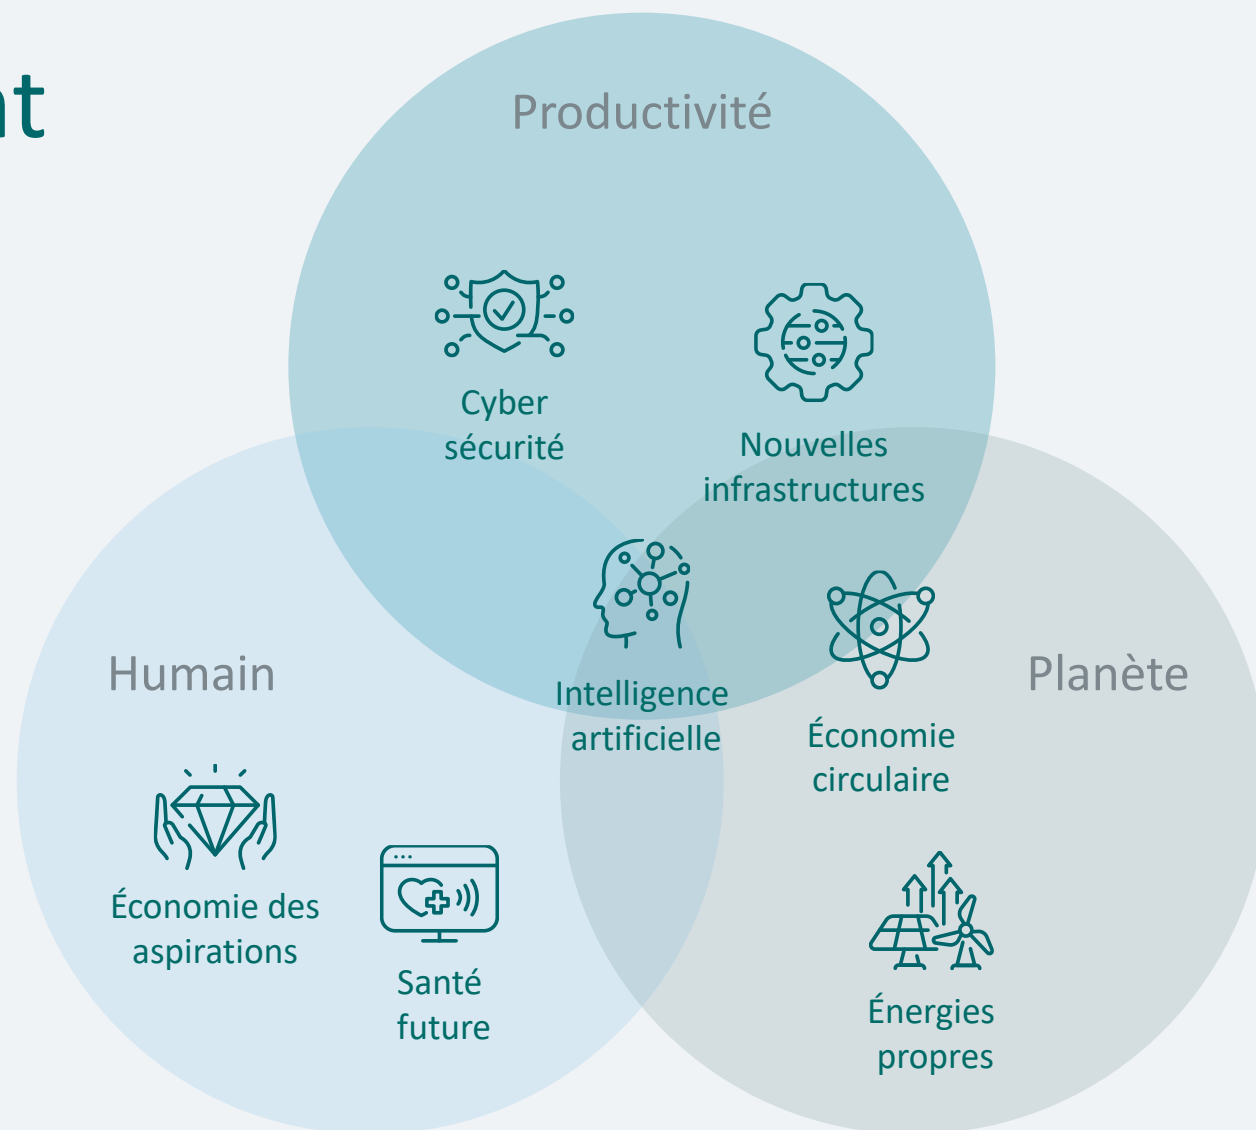 nt
Productivité
Cyber
sécurité
Nouvelles
infrastructures
Humain
Planète
Intelligence
artificielle
Économie
circulaire
Économie des
aspirations
Santé
future
Énergies
propres